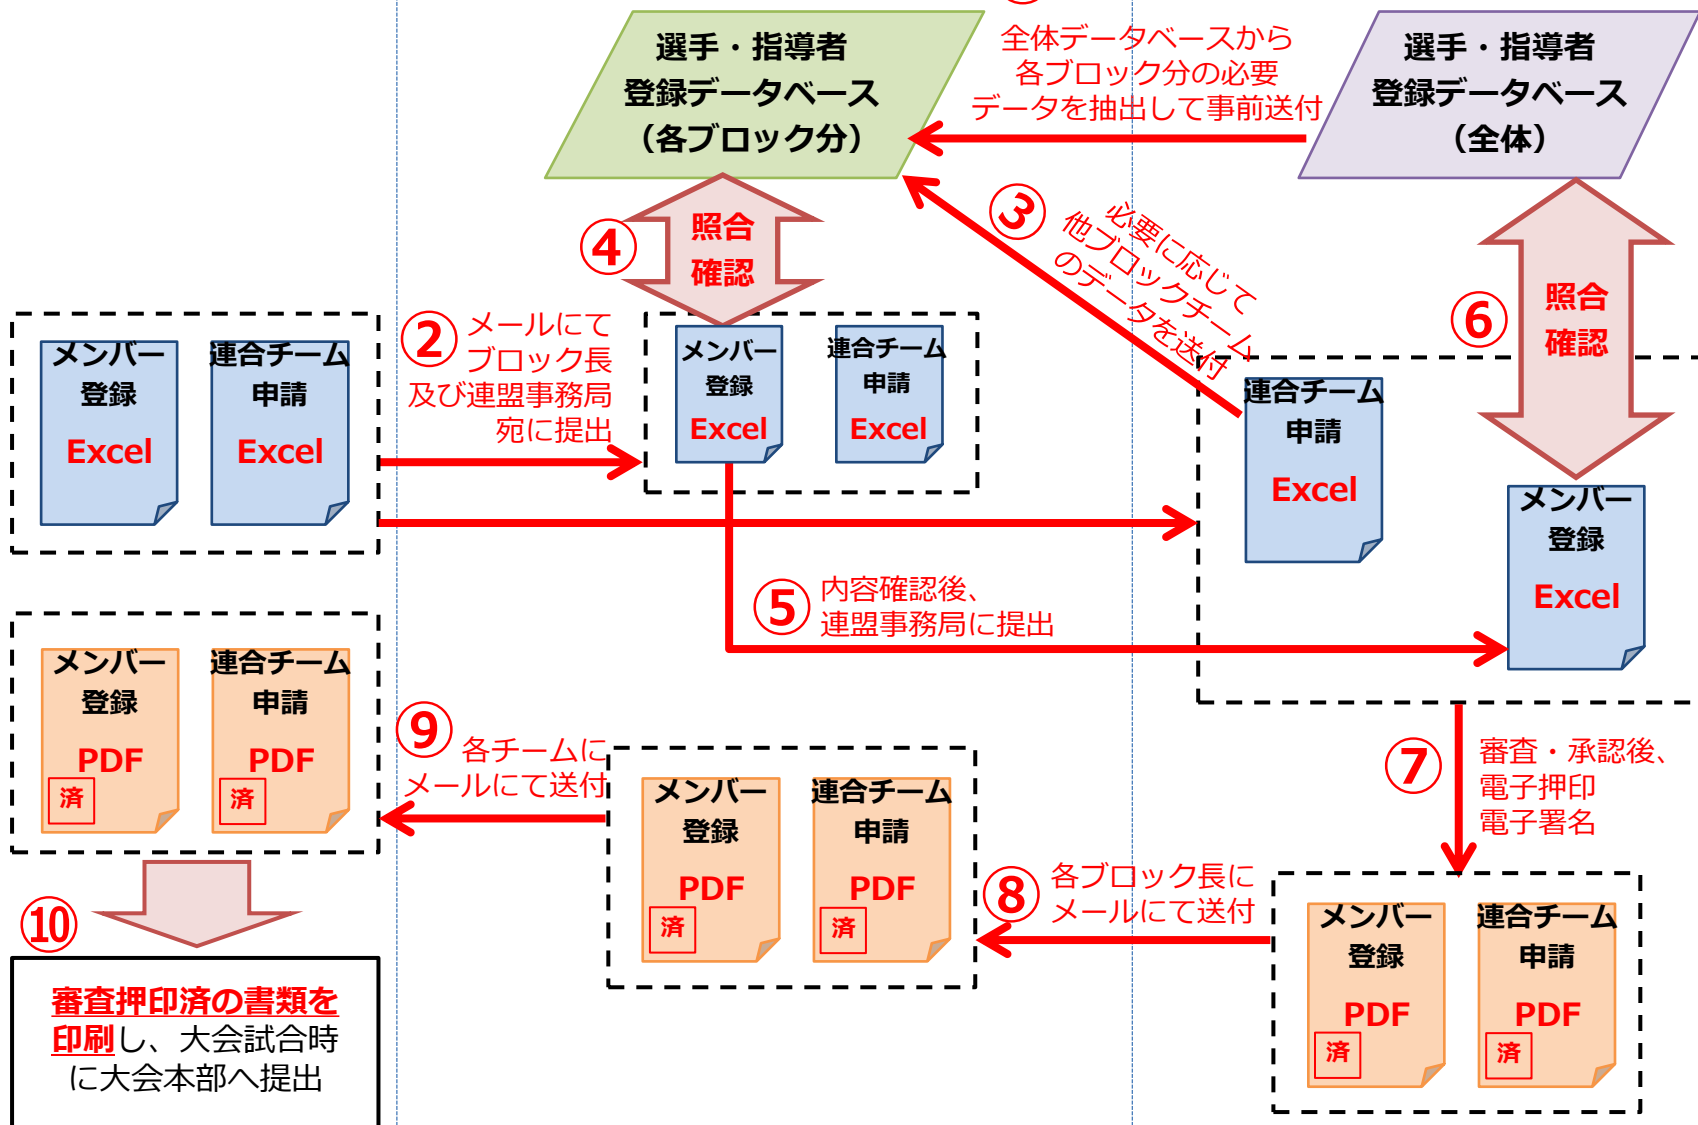 選手・指導者
登録データベース
（各ブロック分）
全体データベースから
各ブロック分の必要
データを抽出して事前送付
選手・指導者
登録データベース
（全体）
③
必要に応じて
他ブロックチーム
のデータを送付
④
照合
確認
⑥
照合
確認
メンバー
登録
Excel
連合チーム
申請
Excel
②
メールにて
ブロック長
及び連盟事務局
宛に提出
メンバー
登録
Excel
連合チーム
申請
Excel
連合チーム
申請
Excel
メンバー
登録
Excel
⑤
内容確認後、
連盟事務局に提出
⑦
審査・承認後、
電子押印
電子署名
メンバー
登録
PDF
済
連合チーム
申請
PDF
済
⑨
各チームに
メールにて送付
メンバー
登録
PDF
済
連合チーム
申請
PDF
済
⑧
各ブロック長に
メールにて送付
メンバー
登録
PDF
済
連合チーム
申請
PDF
済
⑩
審査押印済の書類を
印刷し、大会試合時
に大会本部へ提出